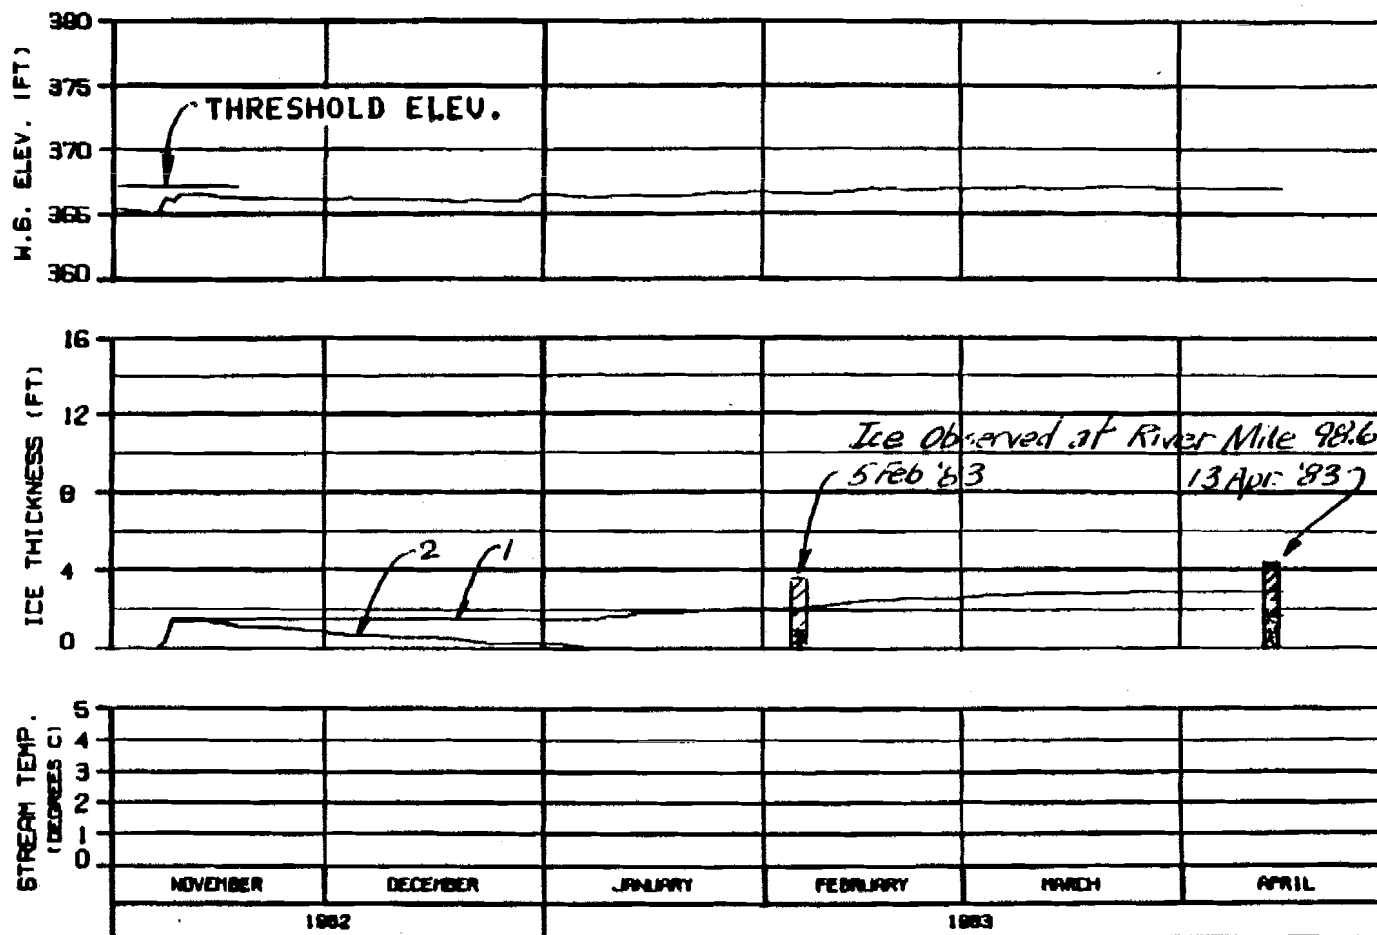 380
375
THRESHOLD ELEV.
370
365
360
W.S. ELEV. (FT)
16
12
Ice Observed at River Mile 98.6
5 Feb '83
13 Apr. '83
8
2
1
4
0
ICE THICKNESS (FT)
5
4
3
2
1
0
STREAM TEMP.
(DEGREES C)
NOVEMBER DECEMBER JANUARY FEBRUARY MARCH APRIL
1982 1983